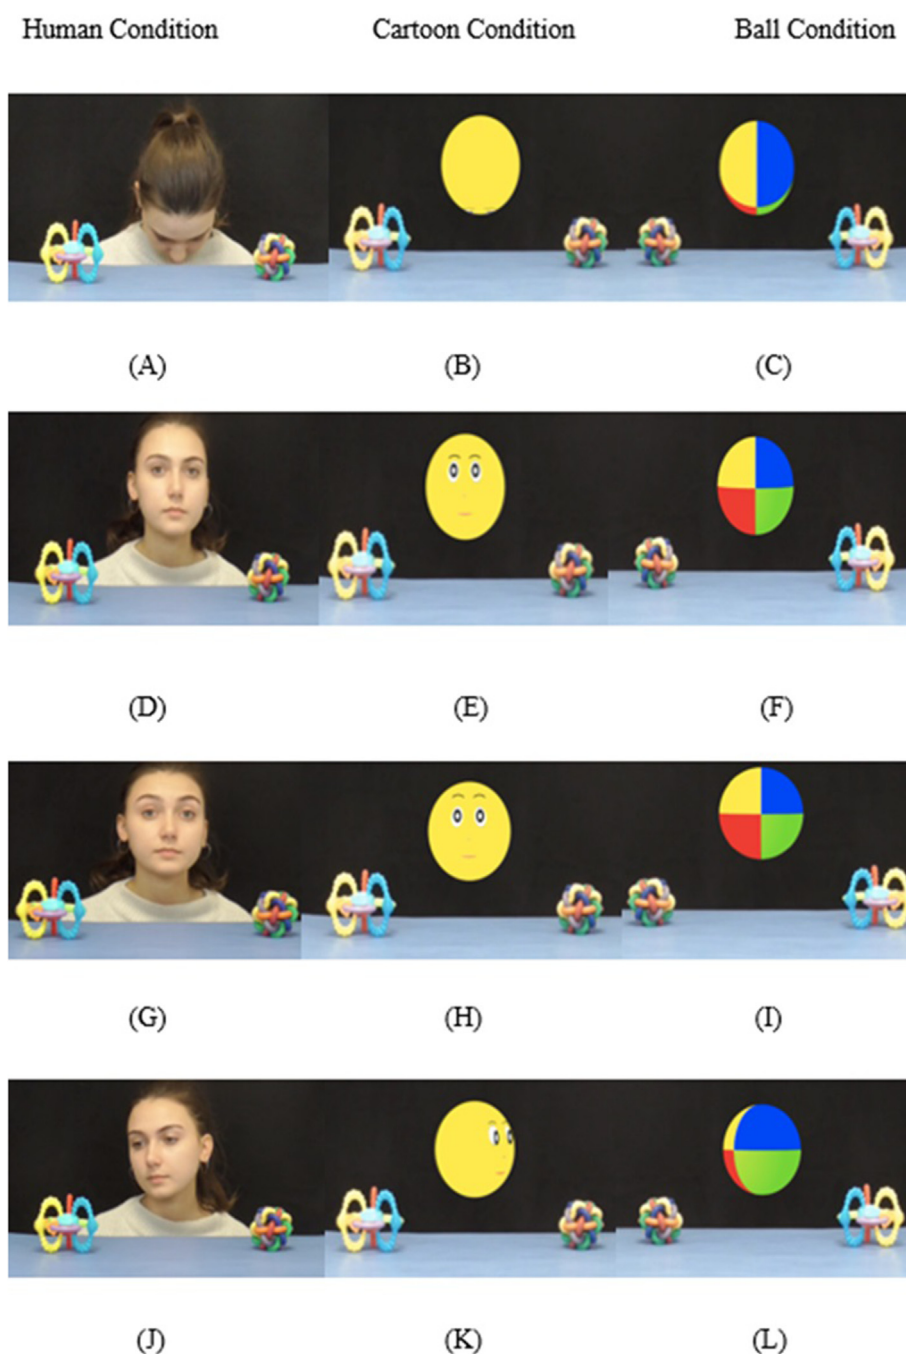 Human Condition Cartoon Condition Ball Condition
(A) (B) (C)
(D) (E) (F)
(G) (H) (I)
(J) (K) (L)